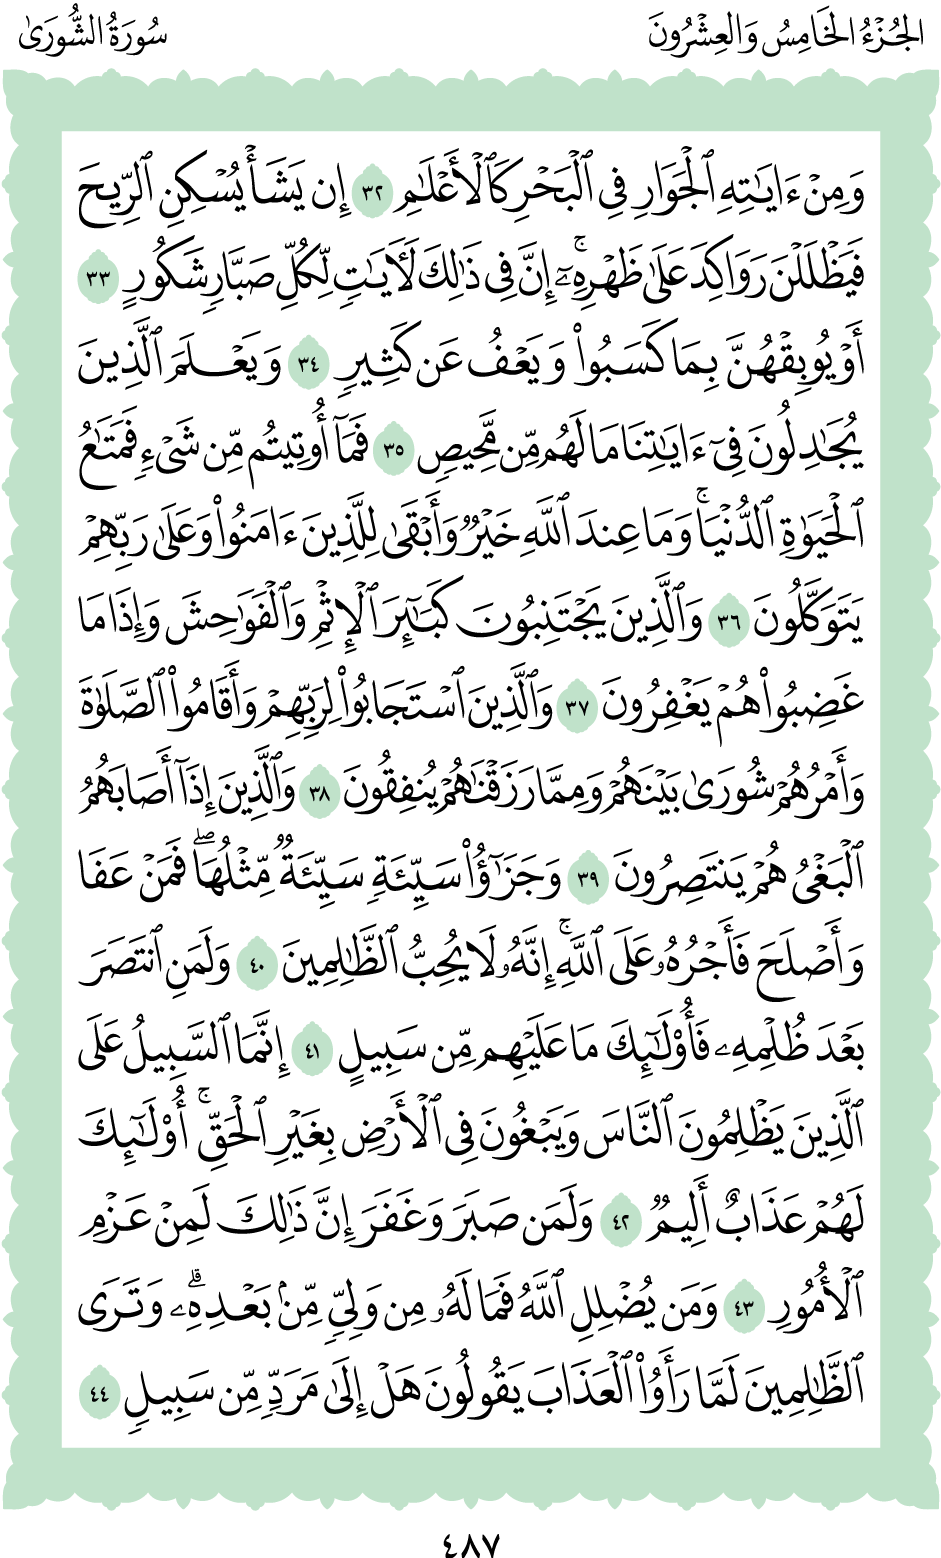 الجُزْءُ الخَامِسُ وَالعِشْرُونَ
سُورَةُ الشُّورَىٰ
وَمِنْ ءَايَٰتِهِ ٱلْجَوَارِ فِى ٱلْبَحْرِ كَٱلْأَعْلَٰمِ ٣٢ إِن يَشَأْ يُسْكِنِ ٱلرِّيحَ
فَيَظْلَلْنَ رَوَاكِدَ عَلَىٰ ظَهْرِهِۦٓ ۚ إِنَّ فِى ذَٰلِكَ لَءَايَٰتٍ لِّكُلِّ صَبَّارٍ شَكُورٍ ٣٣
أَوْ يُوبِقْهُنَّ بِمَا كَسَبُوا۟ وَيَعْفُ عَن كَثِيرٍ ٣٤ وَيَعْلَمَ ٱلَّذِينَ
يُجَٰدِلُونَ فِىٓ ءَايَٰتِنَا مَا لَهُم مِّن مَّحِيصٍ ٣٥ فَمَآ أُوتِيتُم مِّن شَىْءٍ فَمَتَٰعُ
ٱلْحَيَوٰةِ ٱلدُّنْيَا ۚ وَمَا عِندَ ٱللَّهِ خَيْرٌ وَأَبْقَىٰ لِلَّذِينَ ءَامَنُوا۟ وَعَلَىٰ رَبِّهِمْ
يَتَوَكَّلُونَ ٣٦ وَٱلَّذِينَ يَجْتَنِبُونَ كَبَٰٓئِرَ ٱلْإِثْمِ وَٱلْفَوَٰحِشَ وَإِذَا مَا
غَضِبُوا۟ هُمْ يَغْفِرُونَ ٣٧ وَٱلَّذِينَ ٱسْتَجَابُوا۟ لِرَبِّهِمْ وَأَقَامُوا۟ ٱلصَّلَوٰةَ
وَأَمْرُهُمْ شُورَىٰ بَيْنَهُمْ وَمِمَّا رَزَقْنَٰهُمْ يُنفِقُونَ ٣٨ وَٱلَّذِينَ إِذَآ أَصَابَهُمُ
ٱلْبَغْىُ هُمْ يَنتَصِرُونَ ٣٩ وَجَزَٰٓؤُا۟ سَيِّئَةٍ سَيِّئَةٌ مِّثْلُهَا ۖ فَمَنْ عَفَا
وَأَصْلَحَ فَأَجْرُهُۥ عَلَى ٱللَّهِ ۚ إِنَّهُۥ لَا يُحِبُّ ٱلظَّٰلِمِينَ ٤٠ وَلَمَنِ ٱنتَصَرَ
بَعْدَ ظُلْمِهِۦ فَأُو۟لَٰٓئِكَ مَا عَلَيْهِم مِّن سَبِيلٍ ٤١ إِنَّمَا ٱلسَّبِيلُ عَلَى
ٱلَّذِينَ يَظْلِمُونَ ٱلنَّاسَ وَيَبْغُونَ فِى ٱلْأَرْضِ بِغَيْرِ ٱلْحَقِّ ۚ أُو۟لَٰٓئِكَ
لَهُمْ عَذَابٌ أَلِيمٌ ٤٢ وَلَمَن صَبَرَ وَغَفَرَ إِنَّ ذَٰلِكَ لَمِنْ عَزْمِ
ٱلْأُمُورِ ٤٣ وَمَن يُضْلِلِ ٱللَّهُ فَمَا لَهُۥ مِن وَلِىٍّ مِّنۢ بَعْدِهِۦ ۗ وَتَرَى
ٱلظَّٰلِمِينَ لَمَّا رَأَوُا۟ ٱلْعَذَابَ يَقُولُونَ هَلْ إِلَىٰ مَرَدٍّ مِّن سَبِيلٍ ٤٤
٤٨٧